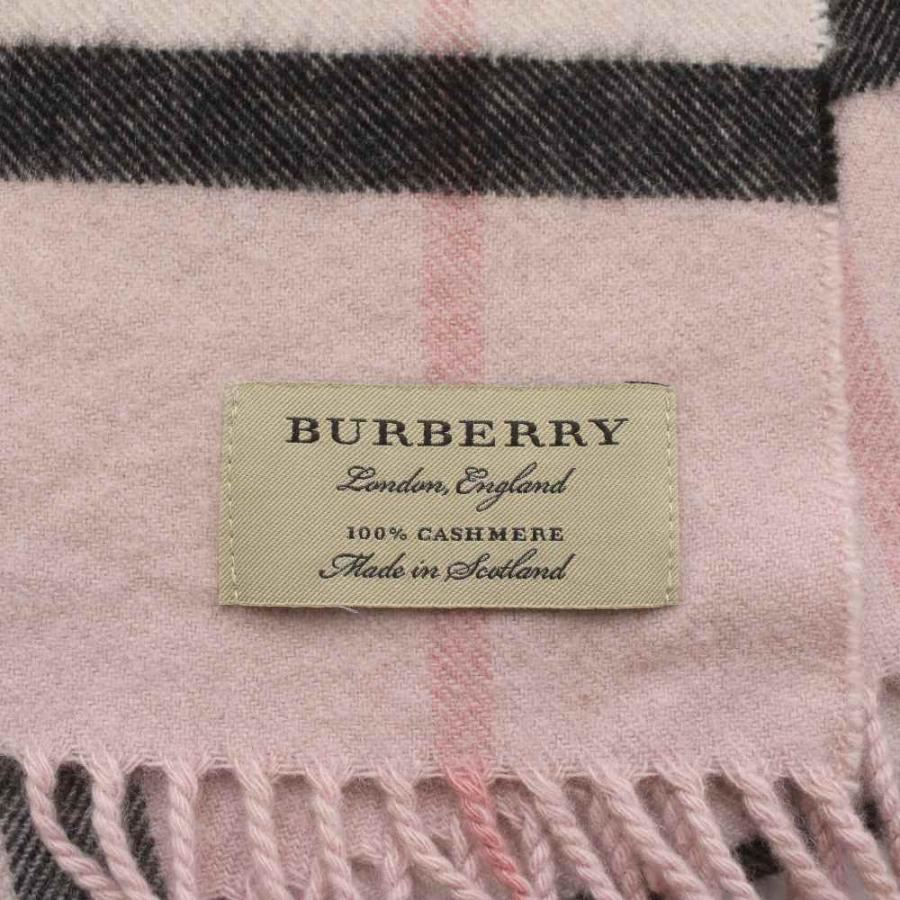 BURBERRY
London, England
100% CASHMERE
Made in Scotland